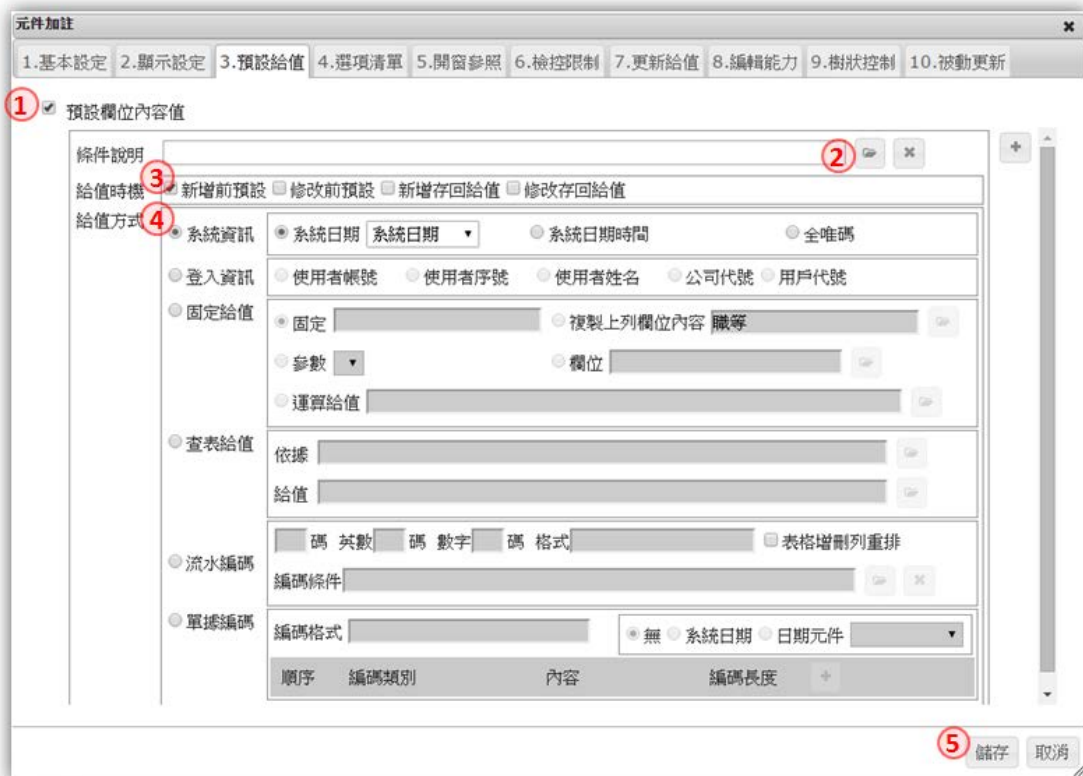 元件加註
1.基本設定 2.顯示設定 3.預設給值 4.選項清單 5.開窗參照 6.檢控限制 7.更新給值 8.編輯能力 9.樹狀控制 10.被動更新
1 預設欄位內容值
條件說明 2
給值時機 3 新增前預設 修改前預設 新增存回給值 修改存回給值
給值方式 4 系統資訊 系統日期 系統日期 系統日期時間 全唯碼
登入資訊 使用者帳號 使用者序號 使用者姓名 公司代號 用戶代號
固定給值 固定 複製上列欄位內容 職等
參數 欄位
運算給值
查表給值 依據
給值
流水編碼 碼 英數 碼 數字 碼 格式 表格增刪列重排
編碼條件
單據編碼 編碼格式 無 系統日期 日期元件
順序 編碼類別 內容 編碼長度
5 儲存 取消